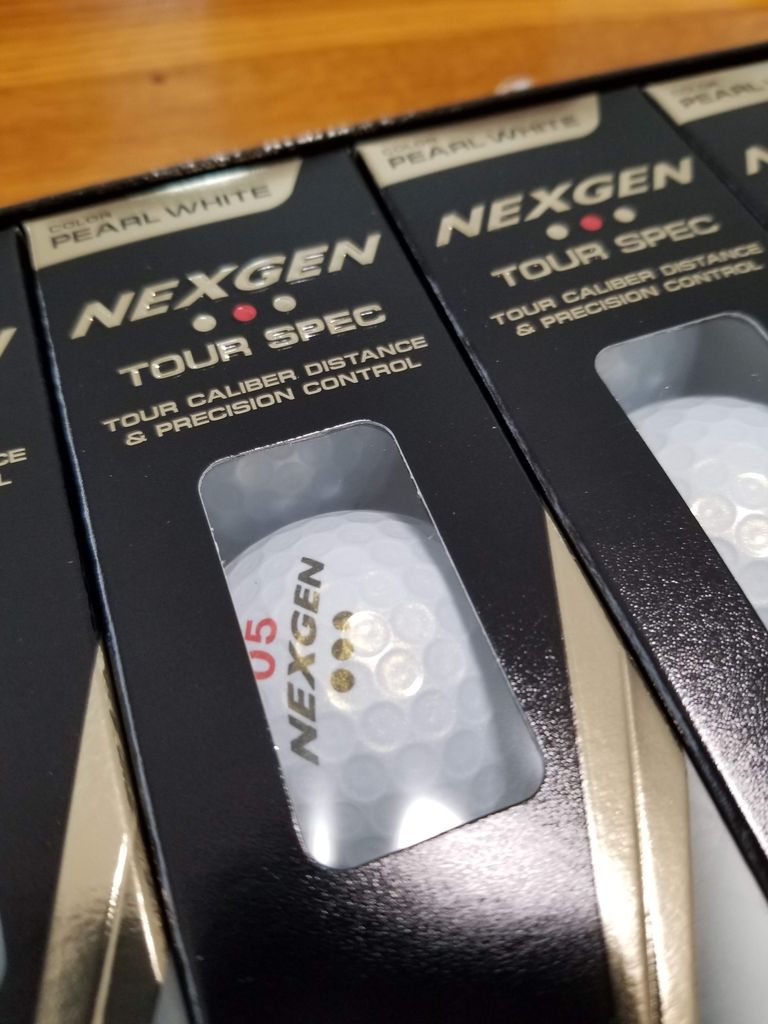 COLOR
PEARL WHITE
NEXGEN
TOUR SPEC
TOUR CALIBER DISTANCE
& PRECISION CONTROL
05
NEXGEN
COLOR
PEARL WHITE
NEXGEN
TOUR SPEC
TOUR CALIBER DISTANCE
& PRECISION CONTROL
PEARL